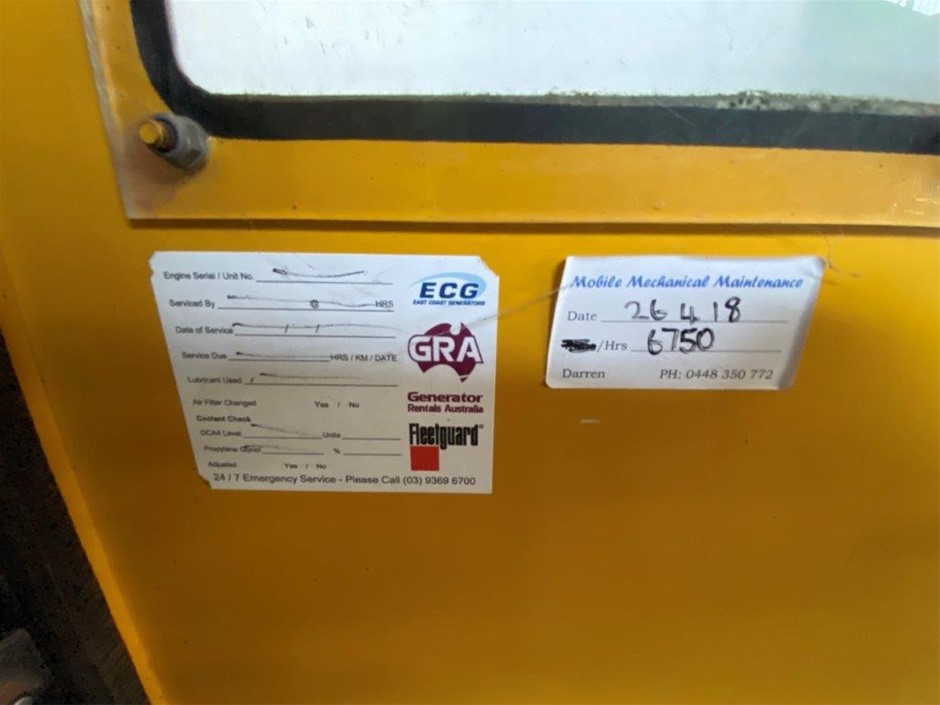 Engine Serial / Unit No.
Serviced By @ HRS
Date of Service / /
Service Due HRS / KM / DATE
Lubricant Used
Air Filter Changed Yes / No
Coolant Check
DCA4 Level Units
Propylene Glycol %
Adjusted Yes / No
24 / 7 Emergency Service - Please Call (03) 9369 6700
ECG
EAST COAST GENERATORS
GRA
Generator
Rentals Australia
Fleetguard®
Mobile Mechanical Maintenance
Date 26 4 18
/Hrs 6750
Darren PH: 0448 350 772